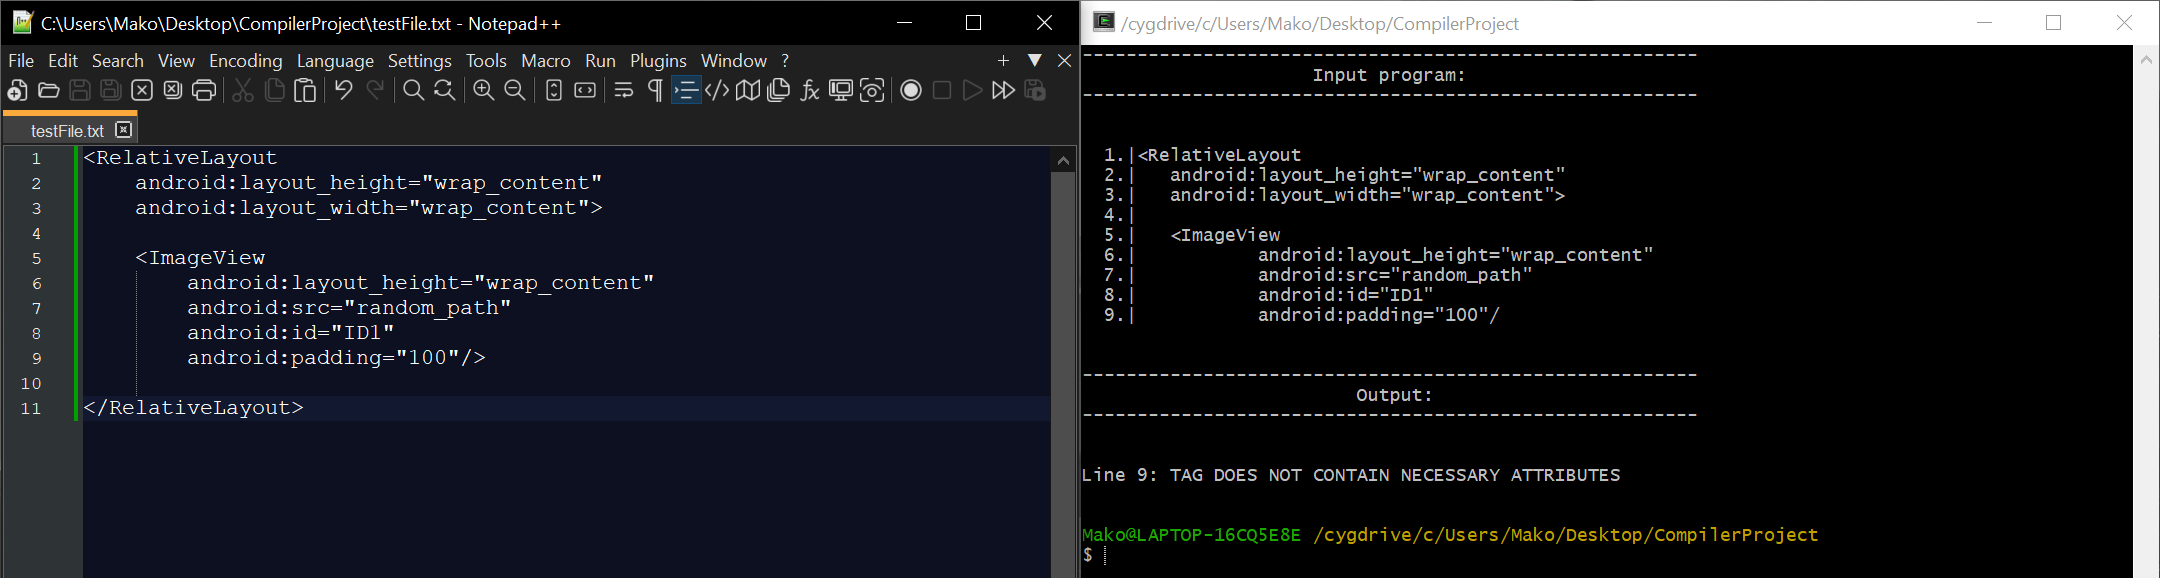 C:\Users\Mako\Desktop\CompilerProject\testFile.txt - Notepad++
File Edit Search View Encoding Language Settings Tools Macro Run Plugins Window ?
testFile.txt
1 <RelativeLayout
2 android:layout_height="wrap_content"
3 android:layout_width="wrap_content">
4
5 <ImageView
6 android:layout_height="wrap_content"
7 android:src="random_path"
8 android:id="ID1"
9 android:padding="100"/>
10
11 </RelativeLayout>
/cygdrive/c/Users/Mako/Desktop/CompilerProject
--------------------------------------------------------
Input program:
--------------------------------------------------------
1.|<RelativeLayout
2.| android:layout_height="wrap_content"
3.| android:layout_width="wrap_content">
4.|
5.| <ImageView
6.| android:layout_height="wrap_content"
7.| android:src="random_path"
8.| android:id="ID1"
9.| android:padding="100"/
--------------------------------------------------------
Output:
--------------------------------------------------------
Line 9: TAG DOES NOT CONTAIN NECESSARY ATTRIBUTES
Mako@LAPTOP-16CQ5E8E /cygdrive/c/Users/Mako/Desktop/CompilerProject
$